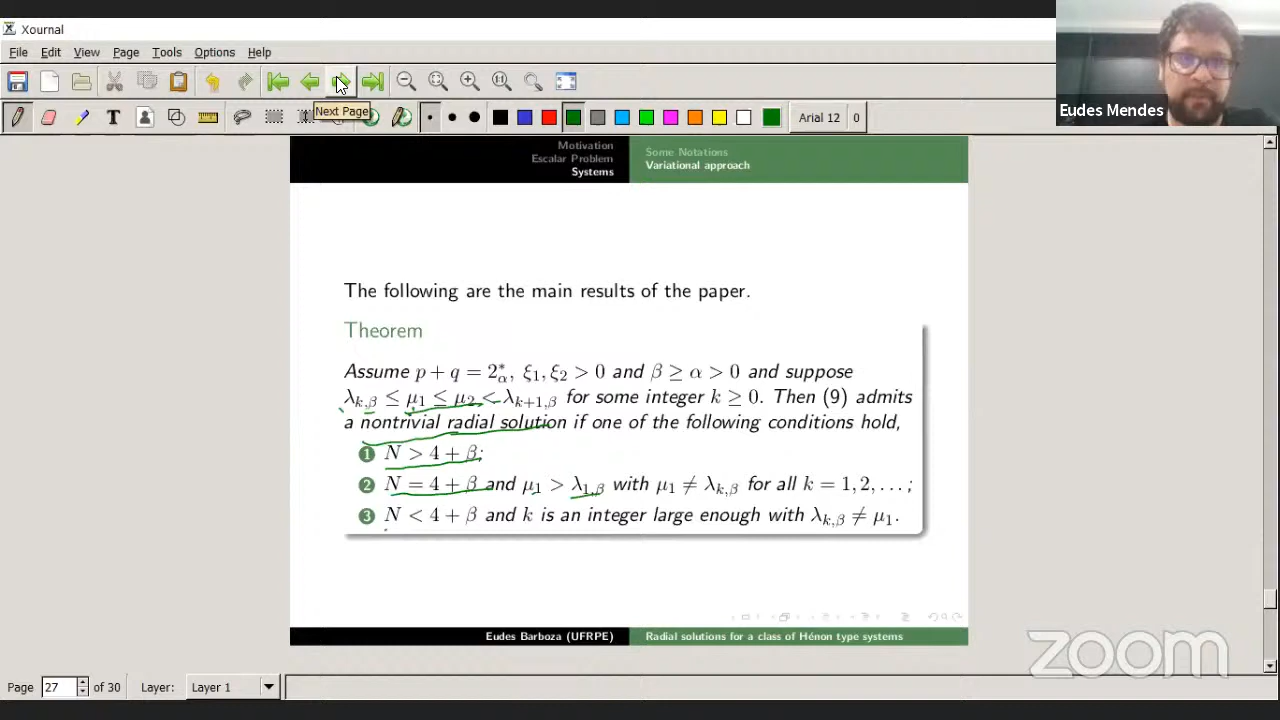 Xournal
File Edit View Page Tools Options Help
Eudes Mendes
Next Page
Arial 12 0
Motivation
Escalar Problem
Systems
Some Notations
Variational approach
The following are the main results of the paper.
Theorem
Assume p + q = 2*α, ξ1, ξ2 > 0 and β ≥ α > 0 and suppose
λk,β ≤ μ1 ≤ μ2 < λk+1,β for some integer k ≥ 0. Then (9) admits
a nontrivial radial solution if one of the following conditions hold,
1 N > 4 + β;
2 N = 4 + β and μ1 > λ1,β with μ1 ≠ λk,β for all k = 1, 2, . . . ;
3 N < 4 + β and k is an integer large enough with λk,β ≠ μ1.
Eudes Barboza (UFRPE) Radial solutions for a class of Hénon type systems
zoom
Page 27 of 30 Layer: Layer 1